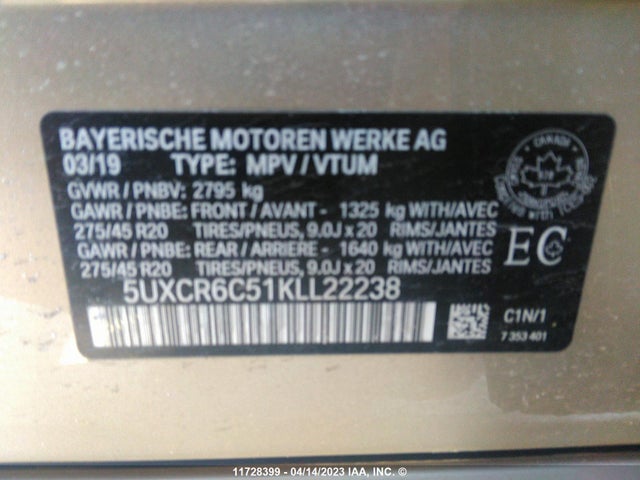 BAYERISCHE MOTOREN WERKE AG
03/19 TYPE: MPV / VTUM
GVWR / PNBV: 2795 kg
GAWR / PNBE: FRONT / AVANT - 1325 kg WITH/AVEC
275/45 R20 TIRES/PNEUS, 9.0J x 20 RIMS/JANTES
GAWR / PNBE: REAR / ARRIERE - 1640 kg WITH/AVEC
275/45 R20 TIRES/PNEUS, 9.0J x 20 RIMS/JANTES
CANADA
EC
5UXCR6C51KLL22238
C1N/1
7 353 401
11728399 - 04/14/2023 IAA, INC. ©